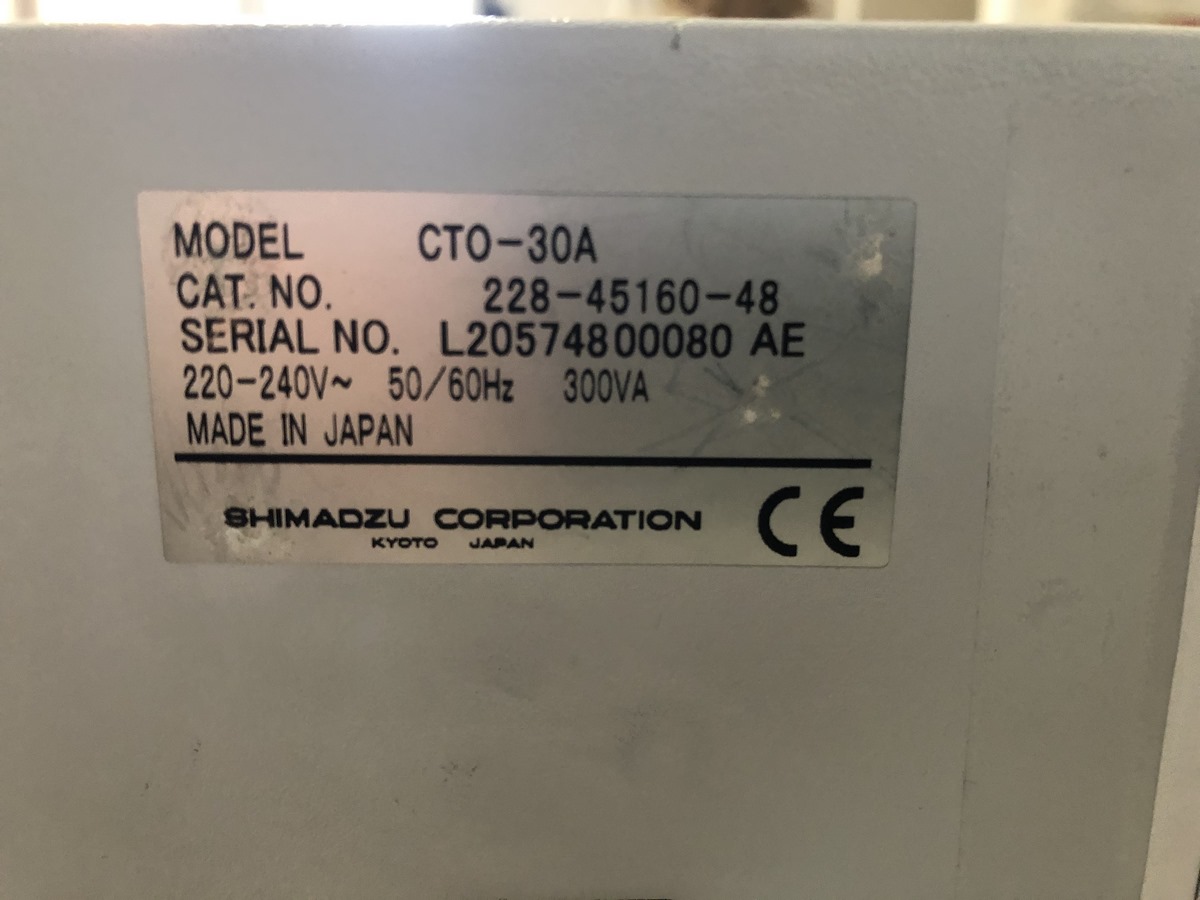 MODEL CTO-30A
CAT. NO. 228-45160-48
SERIAL NO. L20574800080 AE
220-240V~ 50/60Hz 300VA
MADE IN JAPAN
SHIMADZU CORPORATION
KYOTO JAPAN
CE